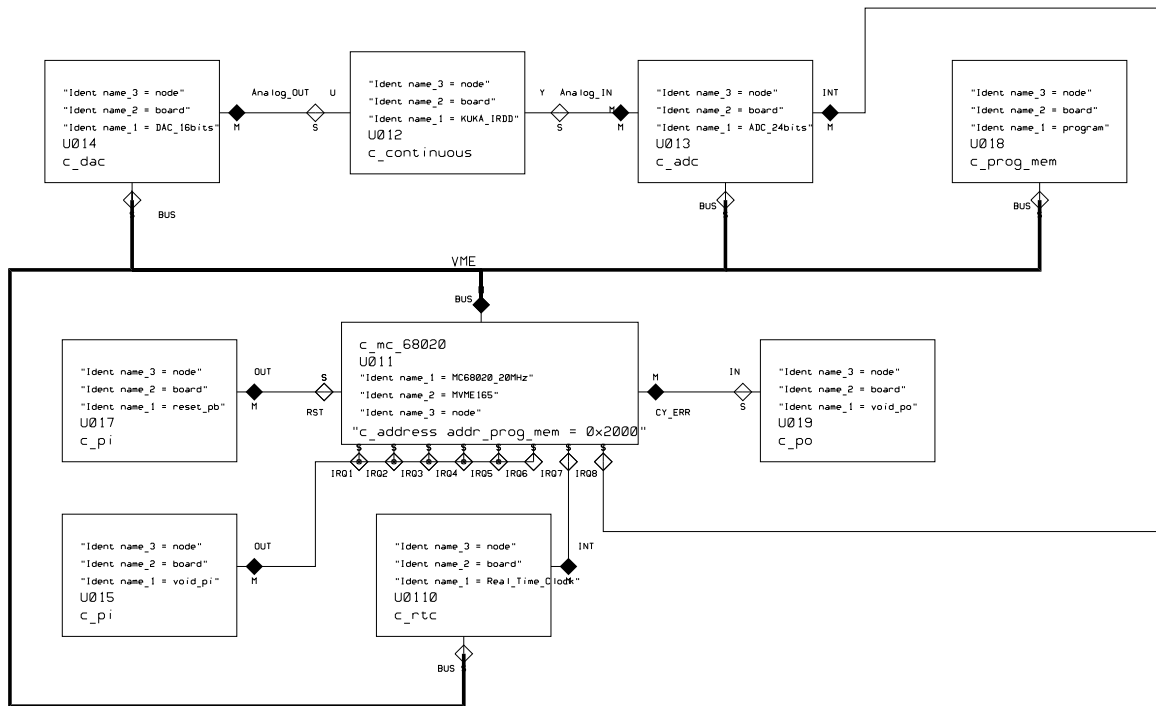 "Ident name_3 = node"
"Ident name_2 = board"
"Ident name_1 = DAC_16bits"
U014
c_dac
Analog_OUT
M
U
S
BUS
S
"Ident name_3 = node"
"Ident name_2 = board"
"Ident name_1 = KUKA_IRDD"
U012
c_continuous
Y
S
Analog_IN
M
M
"Ident name_3 = node"
"Ident name_2 = board"
"Ident name_1 = ADC_24bits"
U013
c_adc
INT
M
BUS
S
"Ident name_3 = node"
"Ident name_2 = board"
"Ident name_1 = program"
U018
c_prog_mem
BUS
S
VME
BUS
c_mc_68020
U011
"Ident name_1 = MC68020_20MHz"
"Ident name_2 = MVME165"
"Ident name_3 = node"
"c_address addr_prog_mem = 0x2000"
"Ident name_3 = node"
"Ident name_2 = board"
"Ident name_1 = reset_pb"
U017
c_pi
OUT
M
S
RST
M
CY_ERR
IN
S
"Ident name_3 = node"
"Ident name_2 = board"
"Ident name_1 = void_po"
U019
c_po
S S S S S S S S
IRQ1 IRQ2 IRQ3 IRQ4 IRQ5 IRQ6 IRQ7 IRQ8
"Ident name_3 = node"
"Ident name_2 = board"
"Ident name_1 = void_pi"
U015
c_pi
OUT
M
"Ident name_3 = node"
"Ident name_2 = board"
"Ident name_1 = Real_Time_Clock"
U0110
c_rtc
INT
M
BUS
S